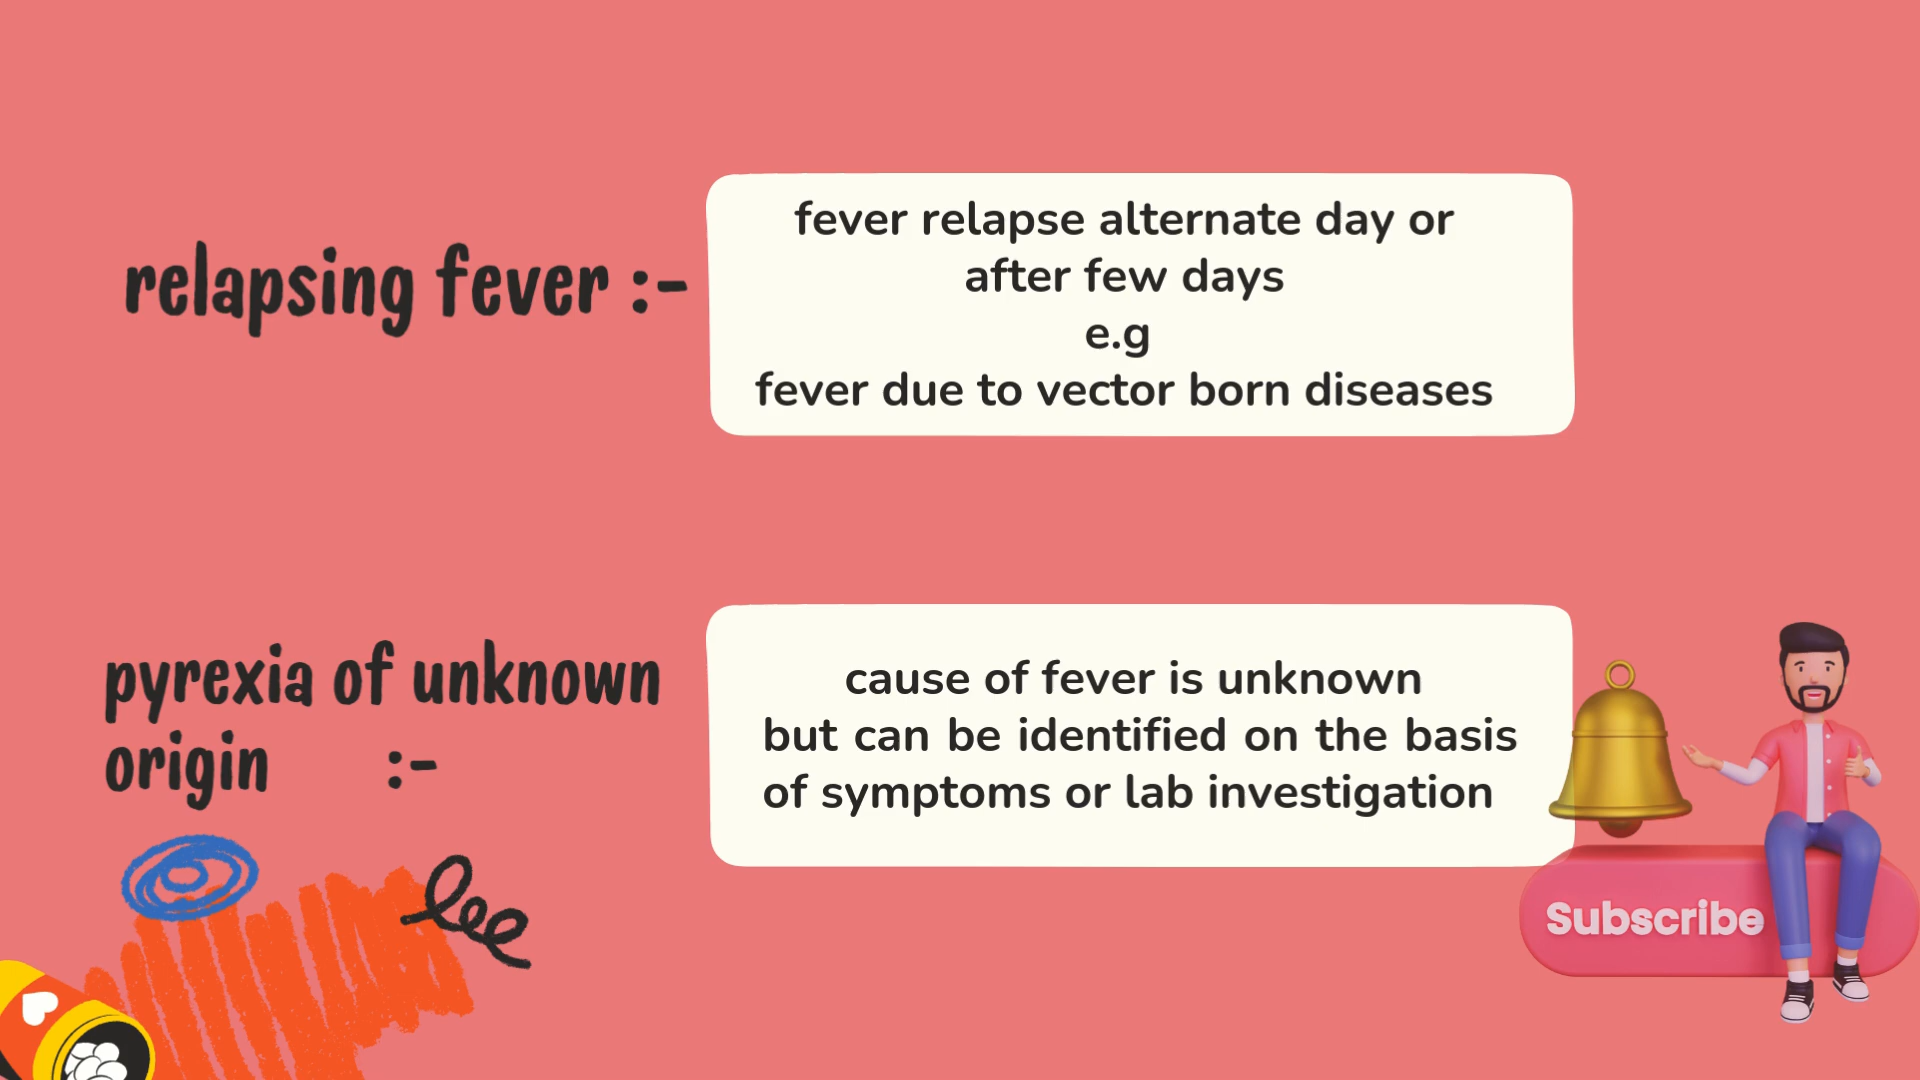 relapsing fever :-
fever relapse alternate day or
after few days
e.g
fever due to vector born diseases
pyrexia of unknown
origin :-
cause of fever is unknown
but can be identified on the basis
of symptoms or lab investigation
Subscribe